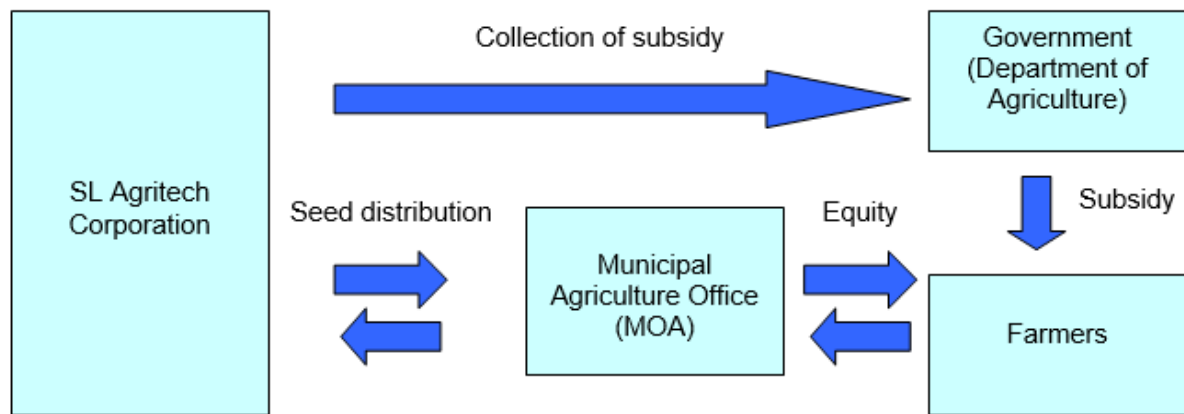 Collection of subsidy
Government
(Department of
Agriculture)
SL Agritech
Corporation
Seed distribution
Equity
Subsidy
Municipal
Agriculture Office
(MOA)
Farmers